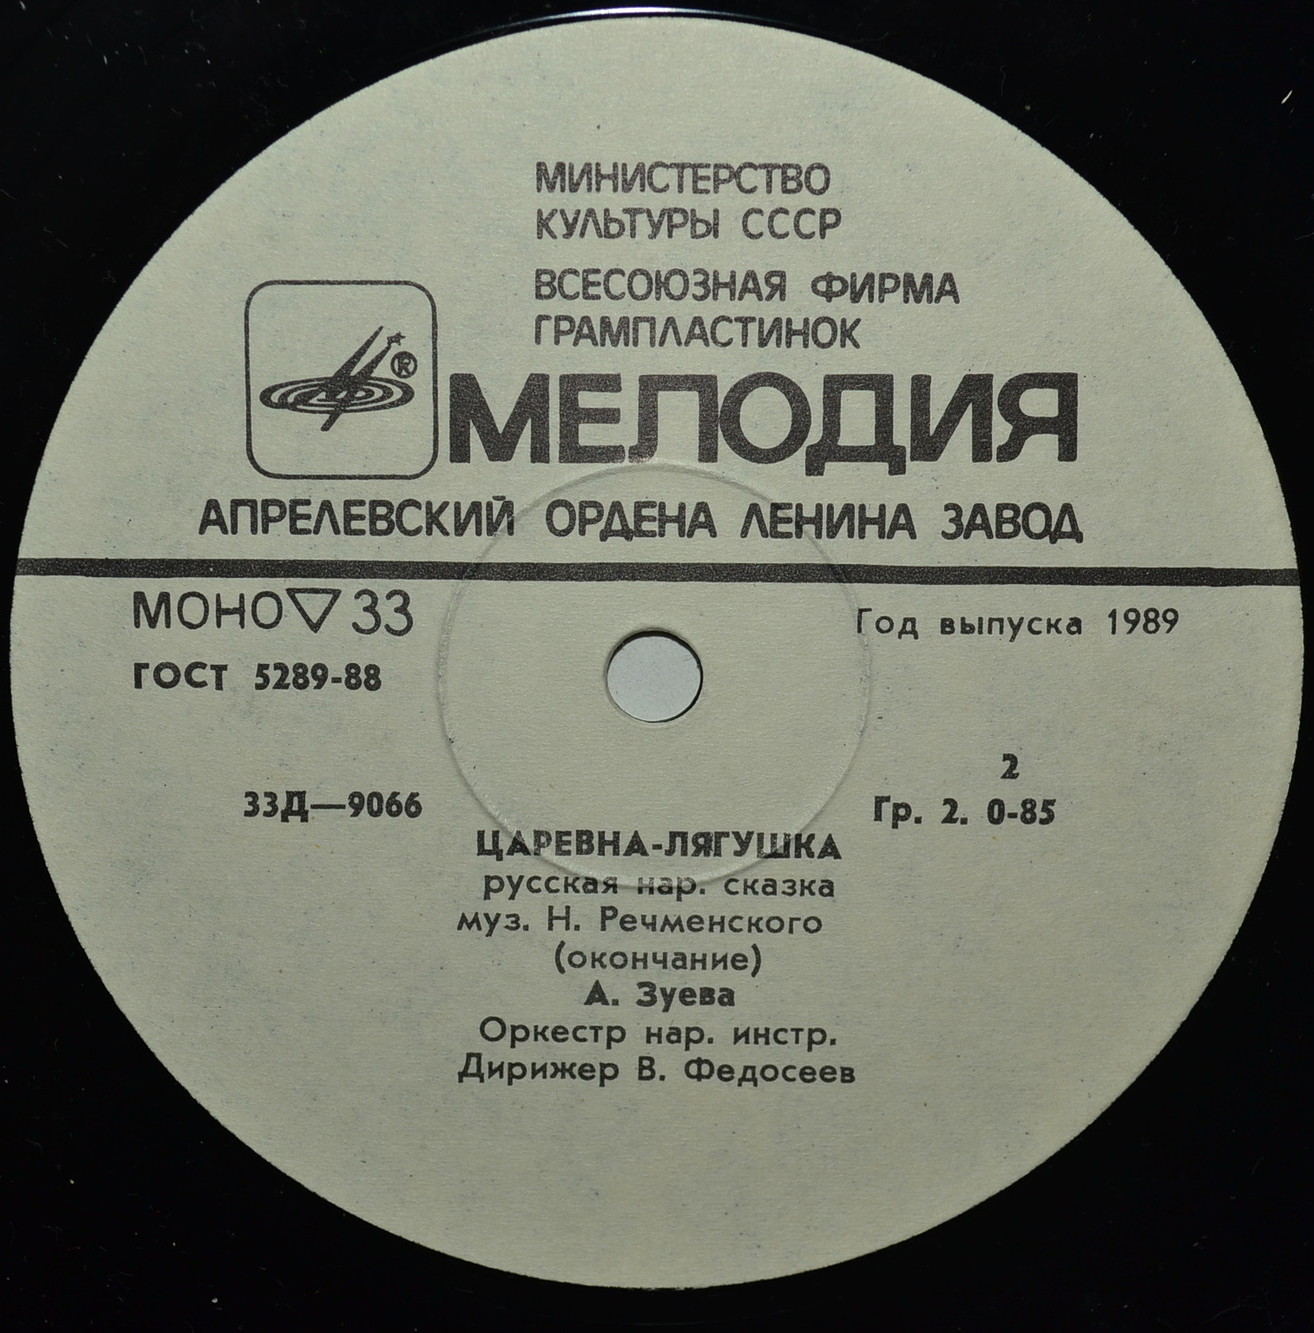 МИНИСТЕРСТВО
КУЛЬТУРЫ СССР
ВСЕСОЮЗНАЯ ФИРМА
ГРАМПЛАСТИНОК
®
МЕЛОДИЯ
АПРЕЛЕВСКИЙ ОРДЕНА ЛЕНИНА ЗАВОД
МОНО▽33
Год выпуска 1989
ГОСТ 5289-88
2
33Д—9066
Гр. 2. 0-85
ЦАРЕВНА-ЛЯГУШКА
русская нар. сказка
муз. Н. Речменского
(окончание)
А. Зуева
Оркестр нар. инстр.
Дирижер В. Федосеев